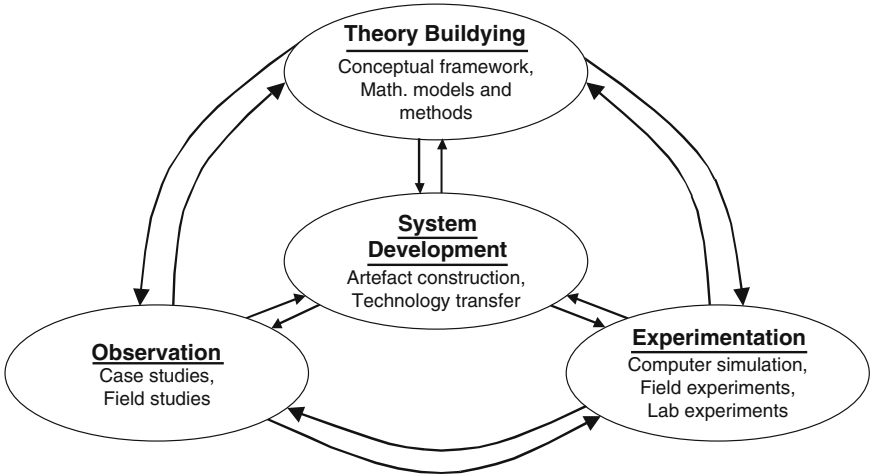 Theory Buildying
Conceptual framework,
Math. models and
methods
System
Development
Artefact construction,
Technology transfer
Observation
Case studies,
Field studies
Experimentation
Computer simulation,
Field experiments,
Lab experiments